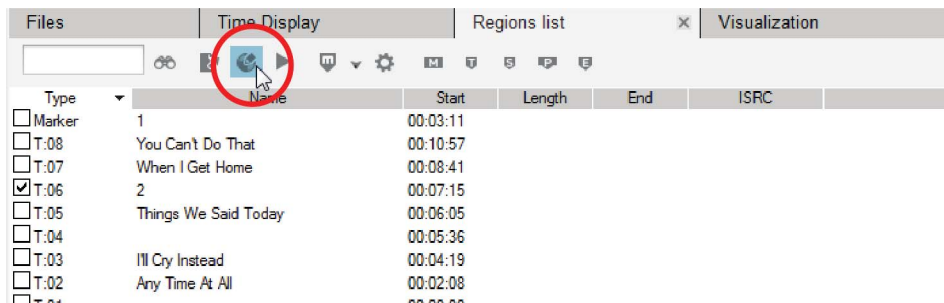 Files Time Display Regions list × Visualization
M T S P E
Type Name Start Length End ISRC
Marker 1 00:03:11
T:08 You Can't Do That 00:10:57
T:07 When I Get Home 00:08:41
T:06 2 00:07:15
T:05 Things We Said Today 00:06:05
T:04 00:05:36
T:03 I'll Cry Instead 00:04:19
T:02 Any Time At All 00:02:08